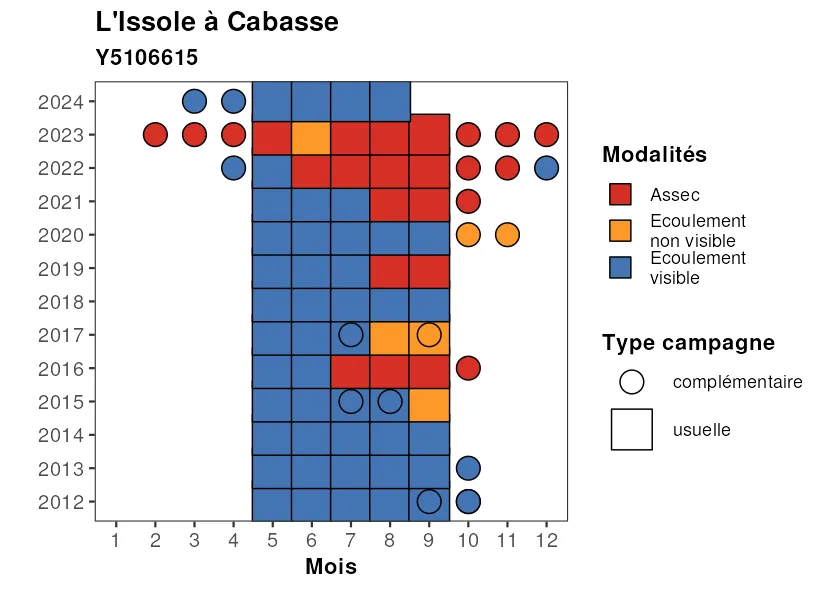 L'Issole à Cabasse
Y5106615
2024
2023
2022
2021
2020
2019
2018
2017
2016
2015
2014
2013
2012
1 2 3 4 5 6 7 8 9 10 11 12
Mois
Modalités
Assec
Ecoulement
non visible
Ecoulement
visible
Type campagne
complémentaire
usuelle